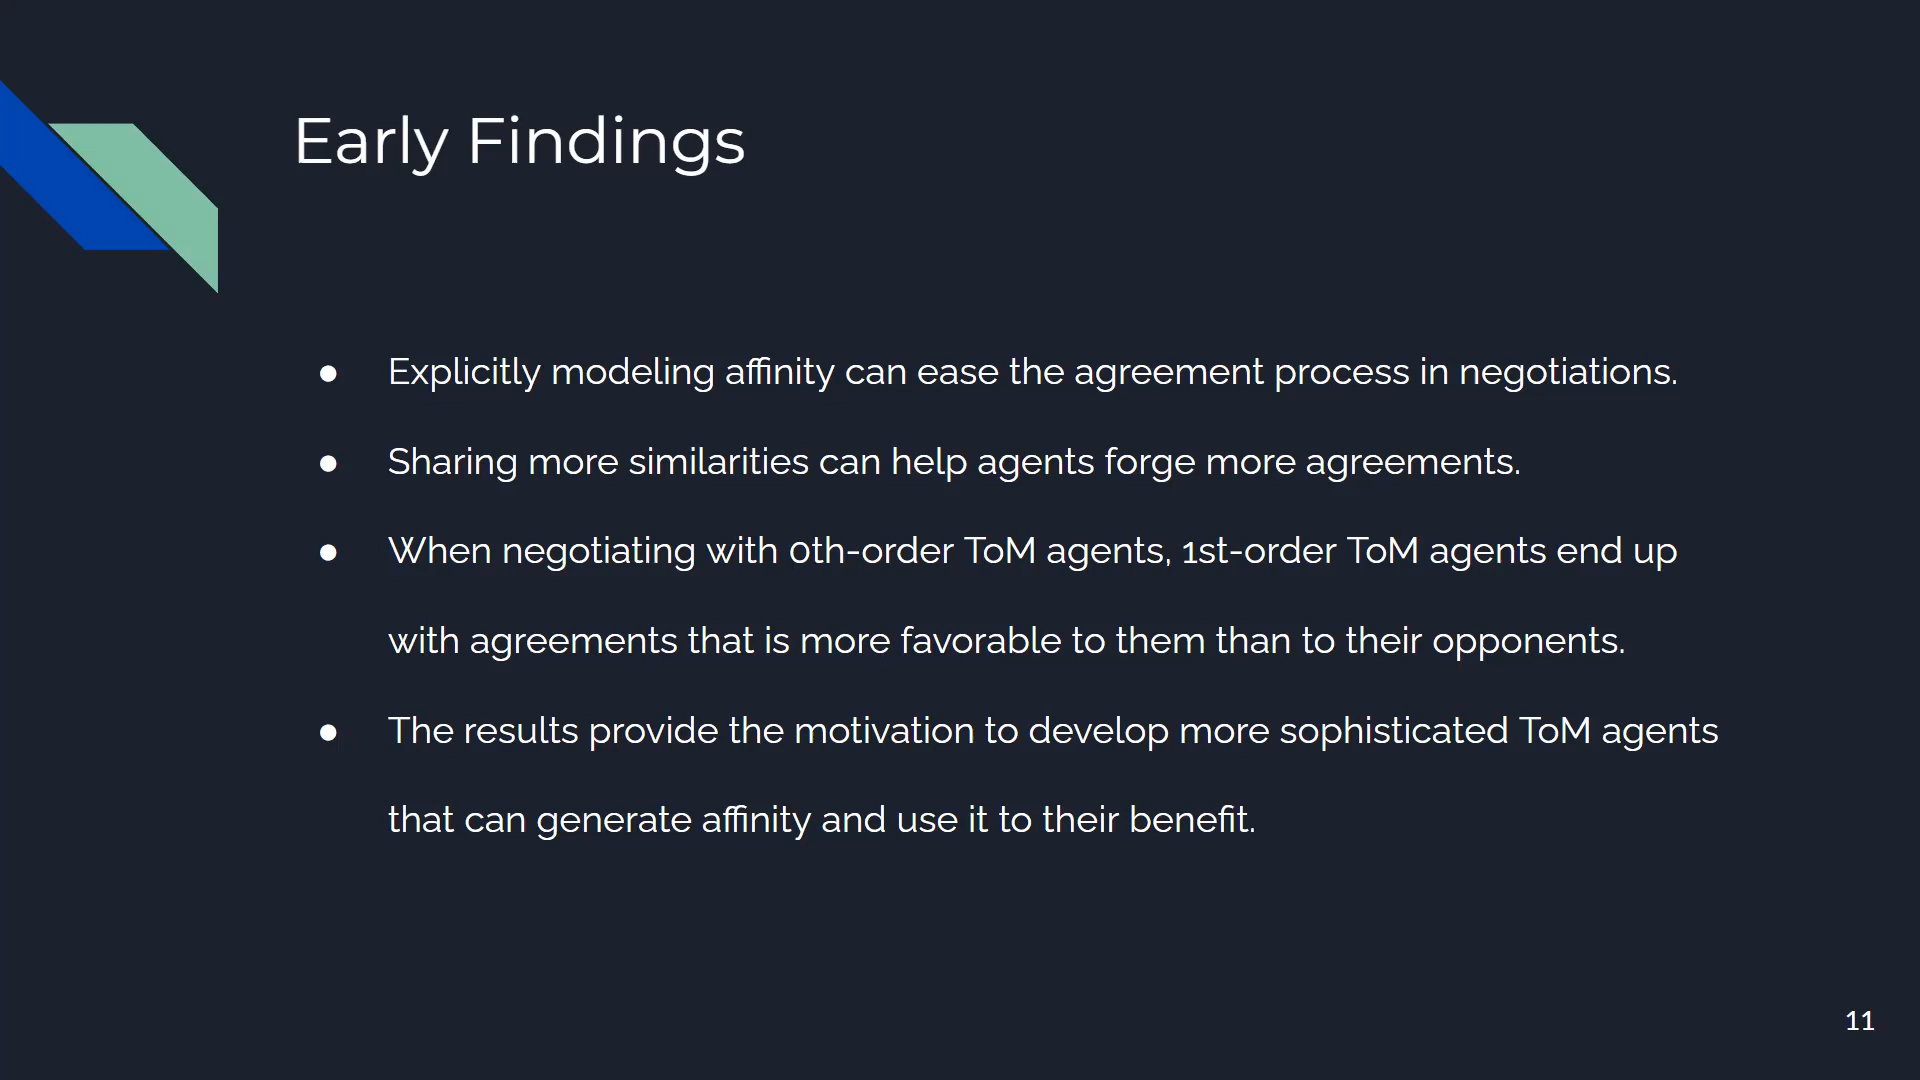 Early Findings
● Explicitly modeling affinity can ease the agreement process in negotiations.
● Sharing more similarities can help agents forge more agreements.
● When negotiating with 0th-order ToM agents, 1st-order ToM agents end up
with agreements that is more favorable to them than to their opponents.
● The results provide the motivation to develop more sophisticated ToM agents
that can generate affinity and use it to their benefit.
11